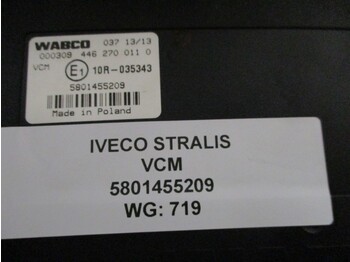 WABCO 037 13/13
000309 446 270 011 0
VCM E1 10R-035343
5801455209
Made in Poland
IVECO STRALIS
VCM
5801455209
WG: 719